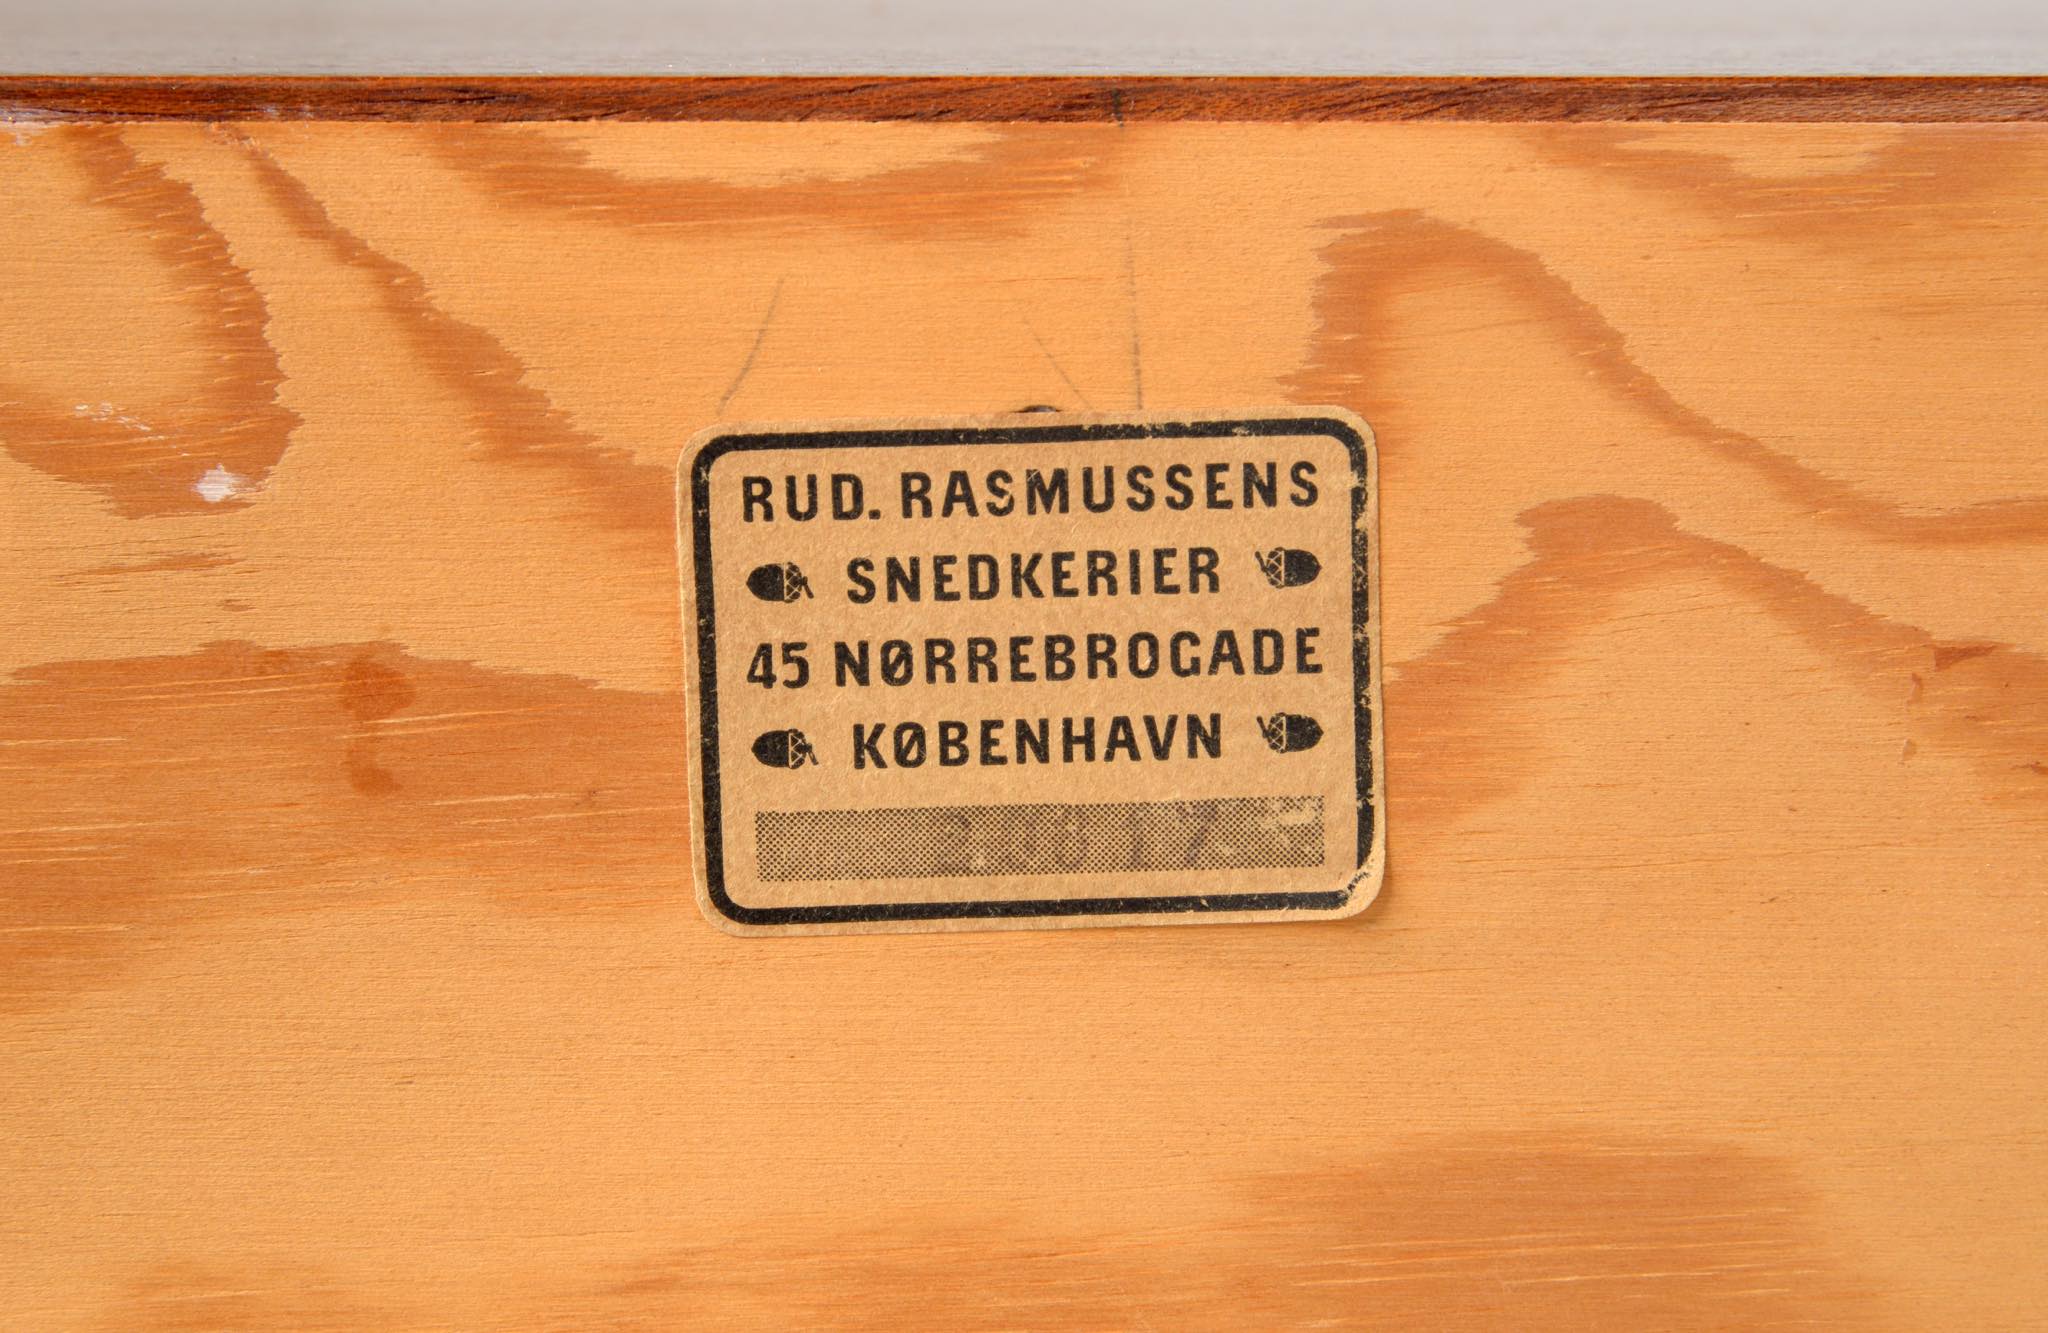 RUD. RASMUSSENS
SNEDKERIER
45 NØRREBROGADE
KØBENHAVN